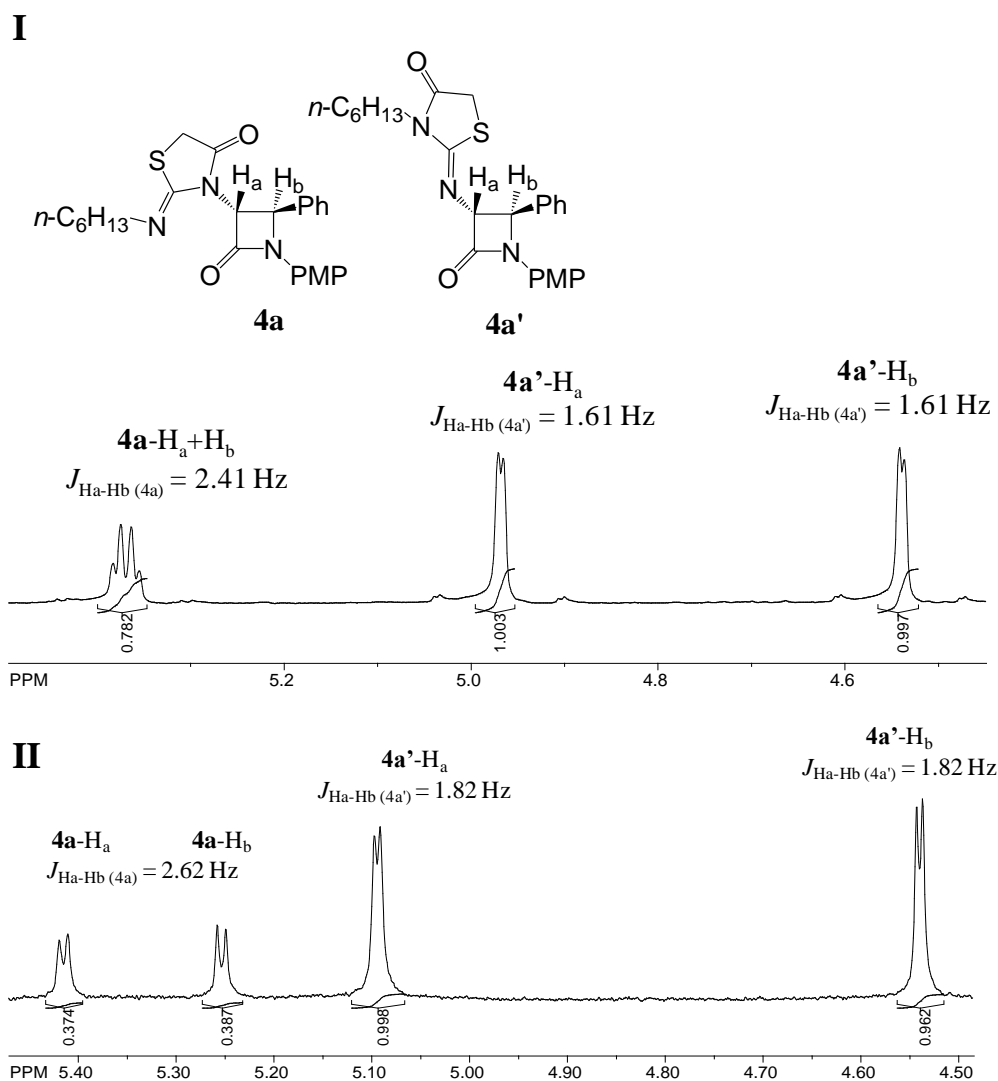 I
O
n-C6H13
N
S
N
Ha
Hb
Ph
O
N
PMP
4a'
S
O
N
Ha
Hb
n-C6H13
N
Ph
O
N
PMP
4a
4a'-Ha
JHa-Hb (4a') = 1.61 Hz
4a'-Hb
JHa-Hb (4a') = 1.61 Hz
4a-Ha+Hb
JHa-Hb (4a) = 2.41 Hz
0.782
1.003
0.997
PPM 5.2 5.0 4.8 4.6
II
4a'-Ha
JHa-Hb (4a') = 1.82 Hz
4a'-Hb
JHa-Hb (4a') = 1.82 Hz
4a-Ha 4a-Hb
JHa-Hb (4a) = 2.62 Hz
0.374
0.387
0.998
0.962
PPM 5.40 5.30 5.20 5.10 5.00 4.90 4.80 4.70 4.60 4.50